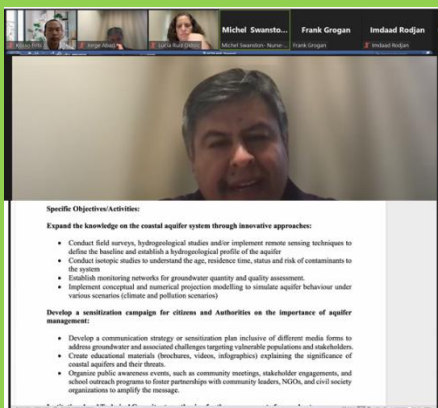 Michel Swansto... Frank Grogan Imdaad Rodjan
Jorge Abad
Michel Swanston- Nurse ... Frank Grogan Imdaad Rodjan
Specific Objectives/Activities:
Expand the knowledge on the coastal aquifer system through innovative approaches:
• Conduct field surveys, hydrogeological studies and/or implement remote sensing techniques to
define the baseline and establish a hydrogeological profile of the aquifer
• Conduct isotopic studies to understand the age, residence time, status and risk of contaminants to
the system
• Establish monitoring networks for groundwater quantity and quality assessment.
• Implement conceptual and numerical projection modelling to simulate aquifer behaviour under
various scenarios (climate and pollution scenarios)
Develop a sensitization campaign for citizens and Authorities on the importance of aquifer
management:
• Develop a communication strategy or sensitization plan inclusive of different media forms to
address groundwater and associated challenges targeting vulnerable populations and stakeholders.
• Create educational materials (brochures, videos, infographics) explaining the significance of
coastal aquifers and their threats.
• Organize public awareness events, such as community meetings, stakeholder engagements, and
school outreach programs to foster partnerships with community leaders, NGOs, and civil society
organizations to amplify the message.